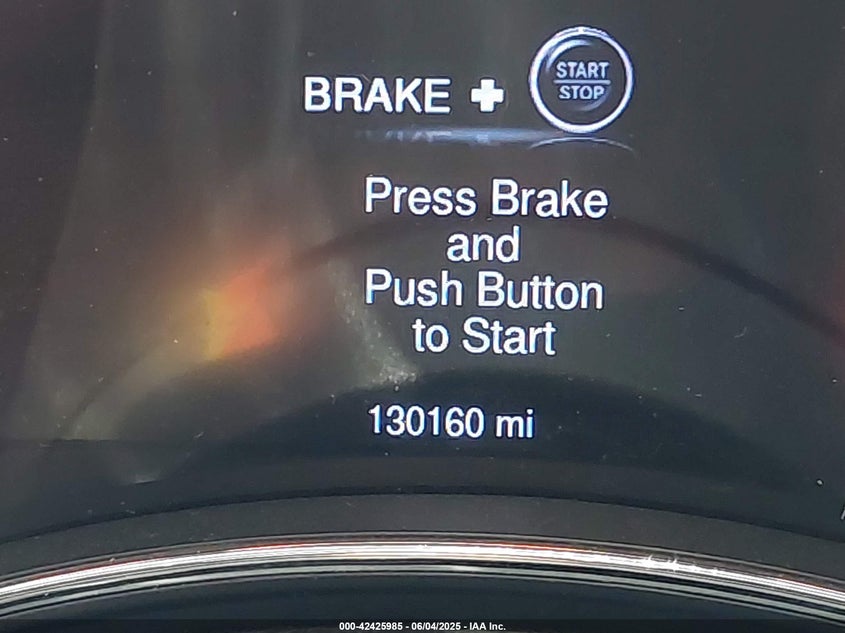 BRAKE + START
STOP
Press Brake
and
Push Button
to Start
130160 mi
000-42425985 - 06/04/2025 - IAA Inc.